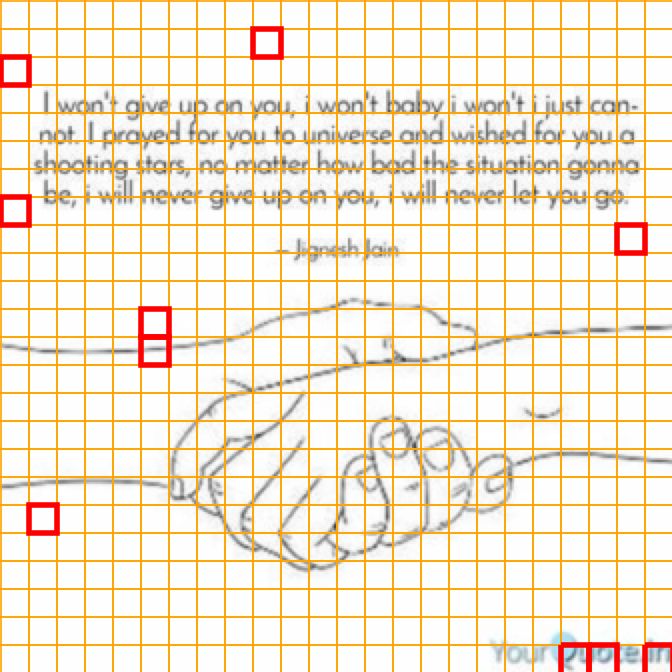 I won't give up on you, i won't baby i won't i just can-
not. I prayed for you to universe and wished for you a
shooting stars, no matter how bad the situation gonna
be, i will never give up on you, i will never let you go.
-- Jignesh Jain
YourQuote.in